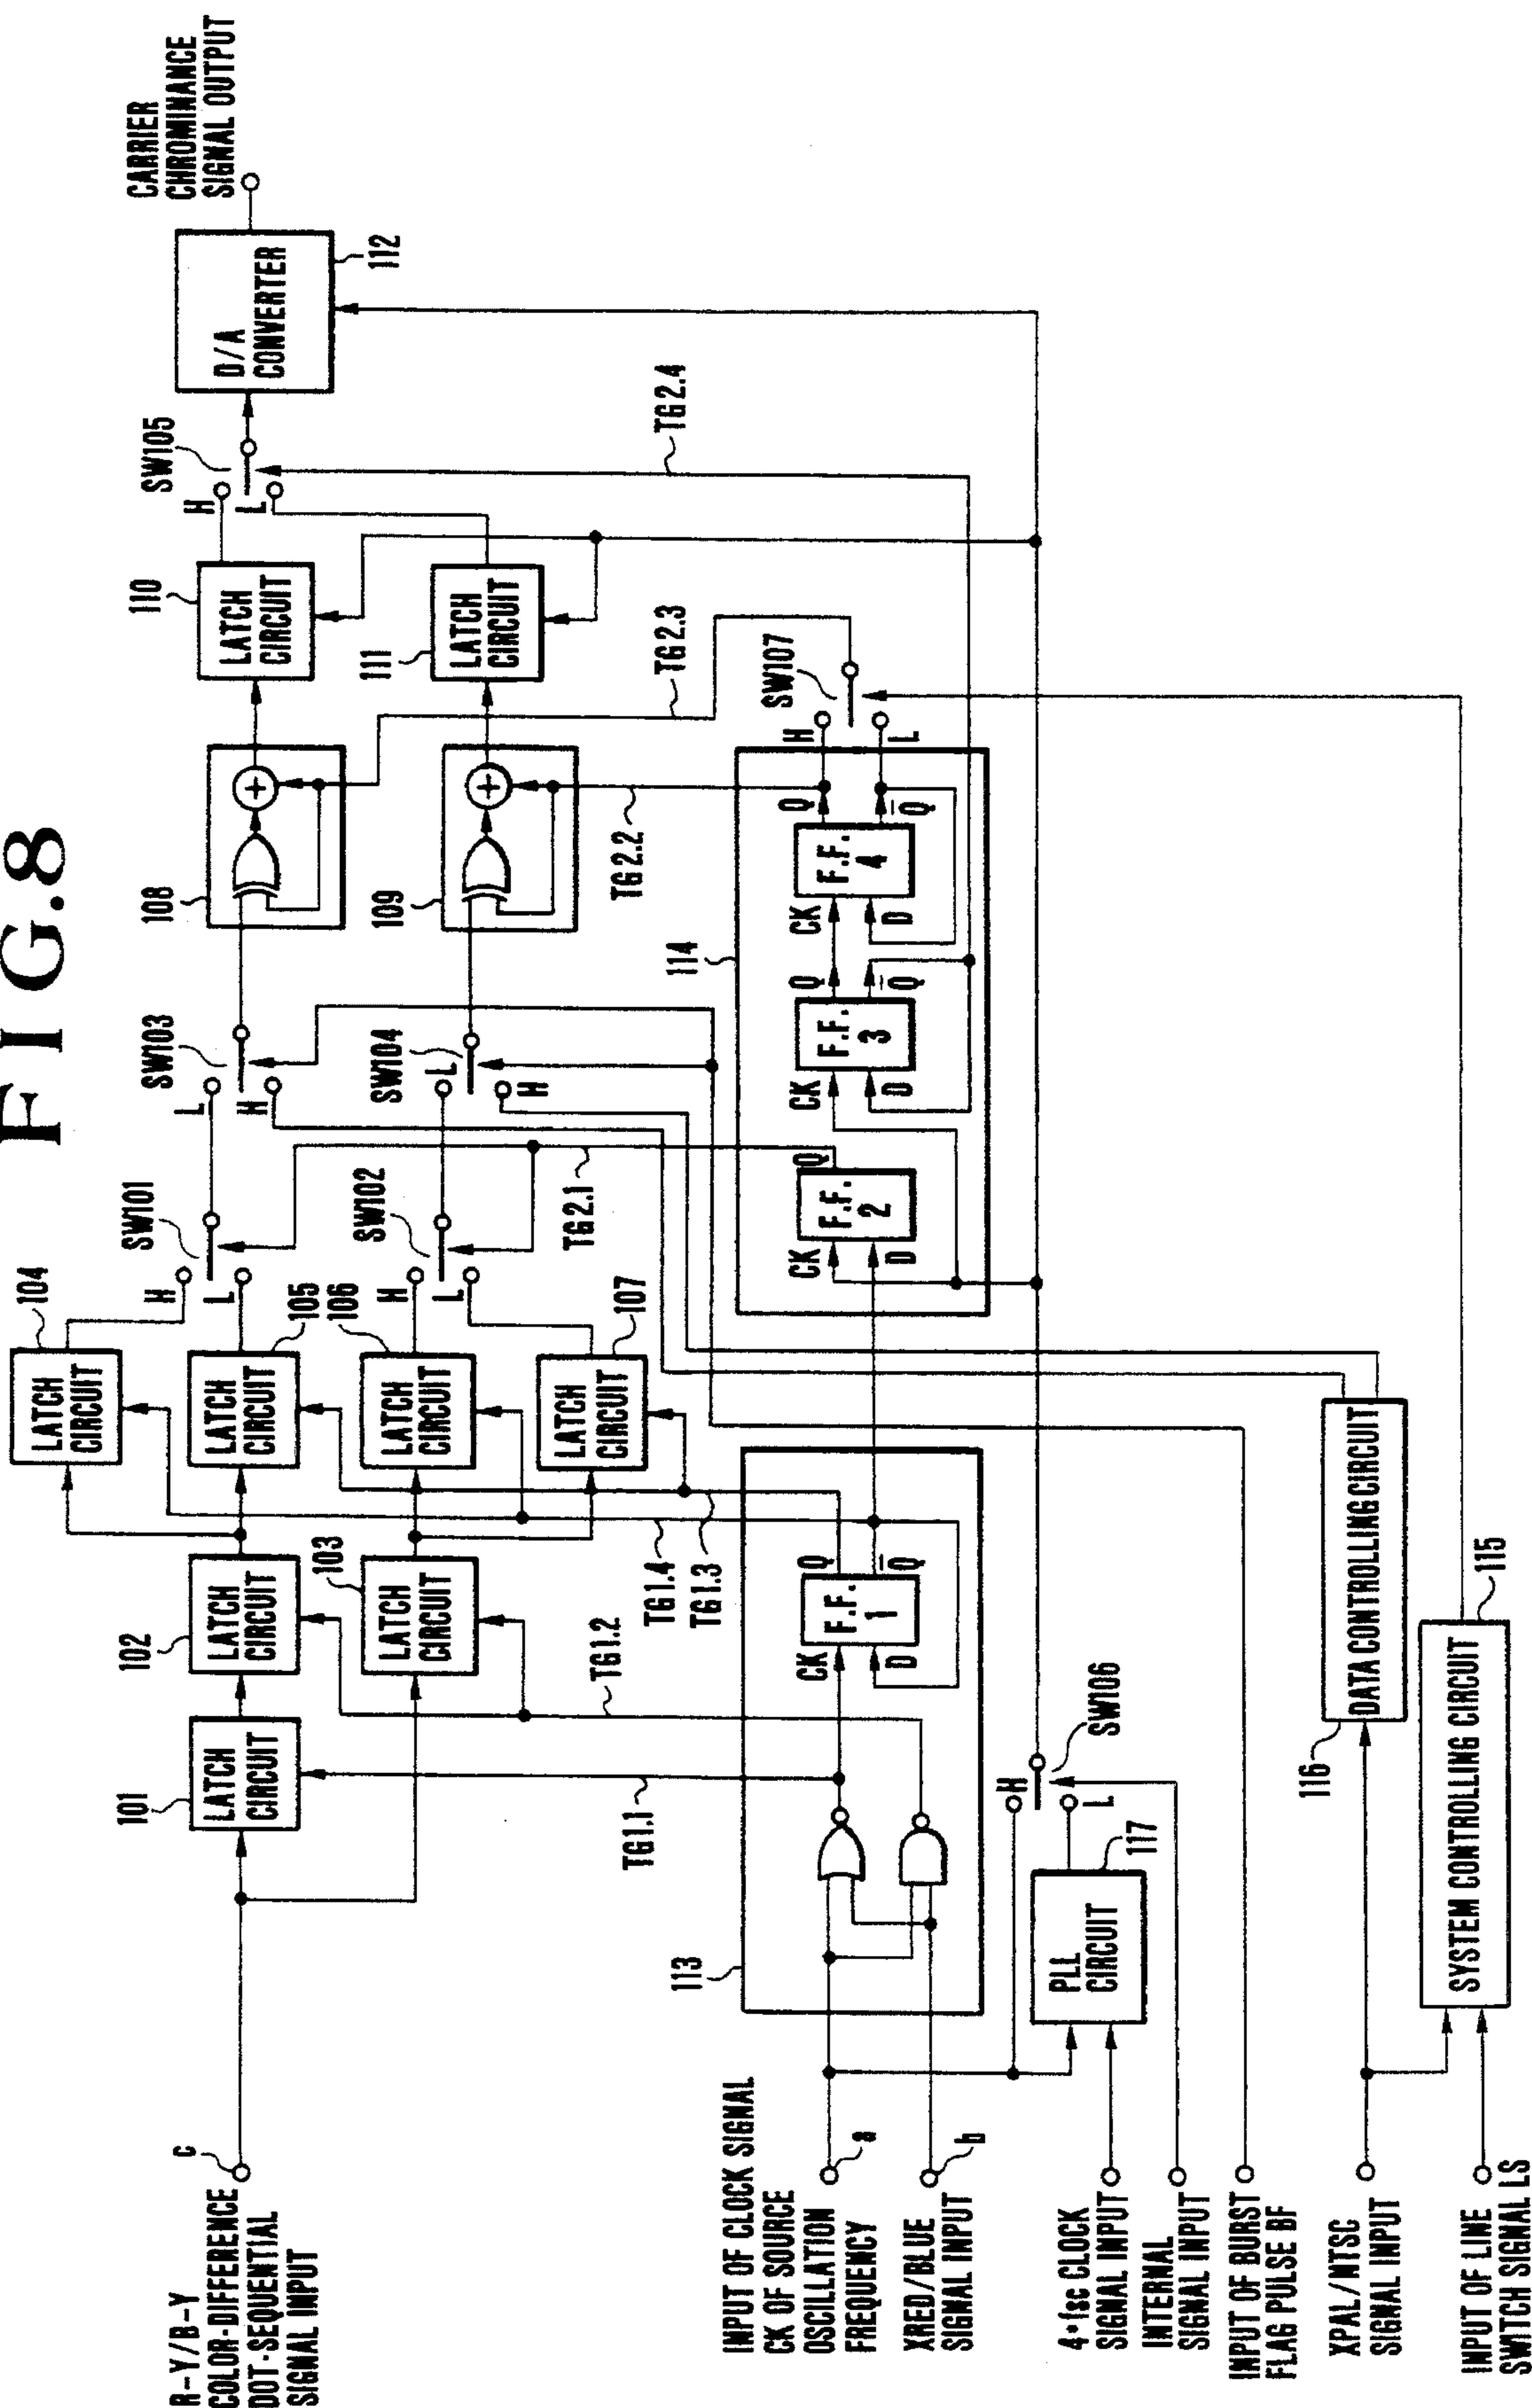 FIG.8
R-Y/B-Y
COLOR-DIFFERENCE
DOT-SEQUENTIAL
SIGNAL INPUT
c
101
LATCH
CIRCUIT
102
LATCH
CIRCUIT
103
LATCH
CIRCUIT
104
LATCH
CIRCUIT
LATCH
CIRCUIT
105
106
LATCH
CIRCUIT
LATCH
CIRCUIT
107
SW101
H
L
SW102
H
L
SW103
L
H
SW104
L
H
108
109
110
LATCH
CIRCUIT
111
LATCH
CIRCUIT
SW105
H
L
D/A
CONVERTER
112
CARRIER
CHROMINANCE
SIGNAL OUTPUT
TG1.1
TG1.2
TG1.4
TG1.3
TG2.1
TG2.2
TG2.3
TG2.4
INPUT OF CLOCK SIGNAL
CK OF SOURCE
OSCILLATION
FREQUENCY
a
XRED/BLUE
SIGNAL INPUT
b
113
CK
D
F.F.
1
Q
Q̅
114
CK
D
F.F.
2
Q
CK
D
F.F.
3
Q
Q̅
CK
D
F.F.
4
Q
Q̅
SW107
H
L
4·fsc CLOCK
SIGNAL INPUT
PLL
CIRCUIT
117
SW106
H
L
INTERNAL
SIGNAL INPUT
INPUT OF BURST
FLAG PULSE BF
XPAL/NTSC
SIGNAL INPUT
116
DATA CONTROLLING CIRCUIT
INPUT OF LINE
SWITCH SIGNAL LS
SYSTEM CONTROLLING CIRCUIT
115